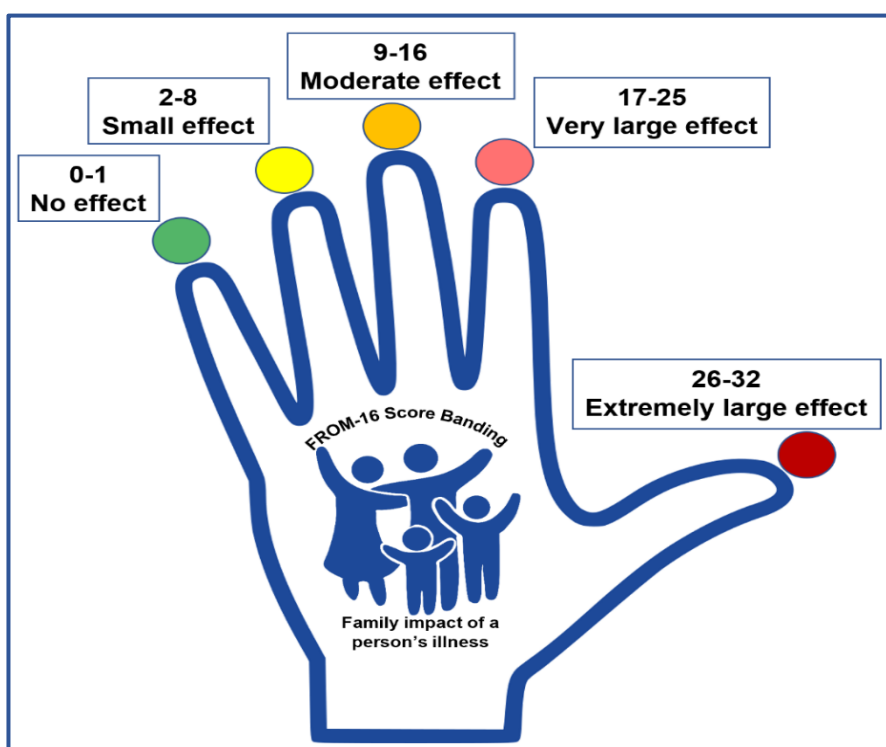 9-16
Moderate effect
2-8
Small effect
17-25
Very large effect
0-1
No effect
26-32
Extremely large effect
FROM-16 Score Banding
Family impact of a
person's illness